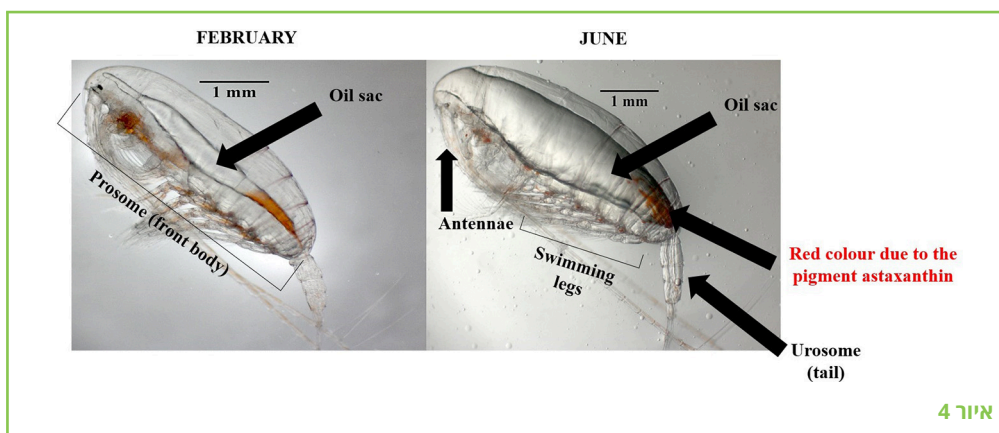 FEBRUARY
JUNE
1 mm
Oil sac
Prosome (front body)
1 mm
Oil sac
Antennae
Swimming
legs
Red colour due to the
pigment astaxanthin
Urosome
(tail)
איור 4